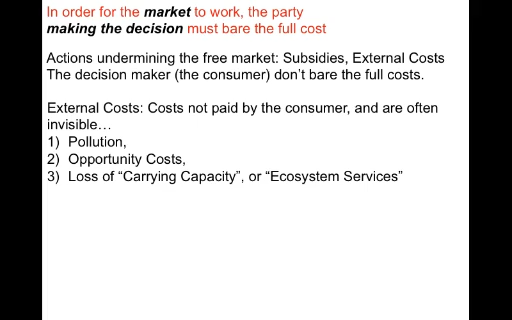 In order for the market to work, the party
making the decision must bare the full cost
Actions undermining the free market: Subsidies, External Costs
The decision maker (the consumer) don’t bare the full costs.
External Costs: Costs not paid by the consumer, and are often
invisible…
1) Pollution,
2) Opportunity Costs,
3) Loss of “Carrying Capacity”, or “Ecosystem Services”